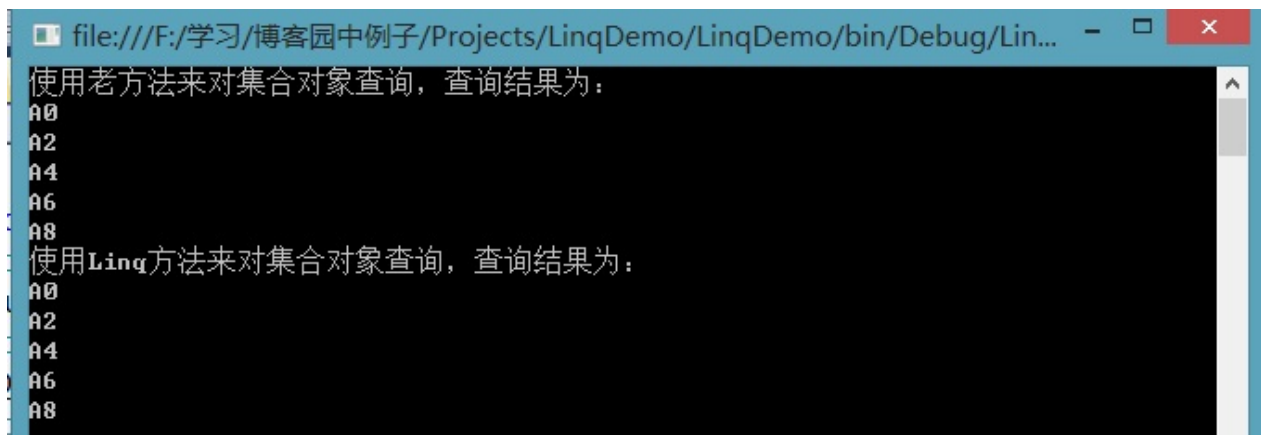 file:///F:/学习/博客园中例子/Projects/LinqDemo/LinqDemo/bin/Debug/Lin...
使用老方法来对集合对象查询，查询结果为：
A0
A2
A4
A6
A8
使用Linq方法来对集合对象查询，查询结果为：
A0
A2
A4
A6
A8